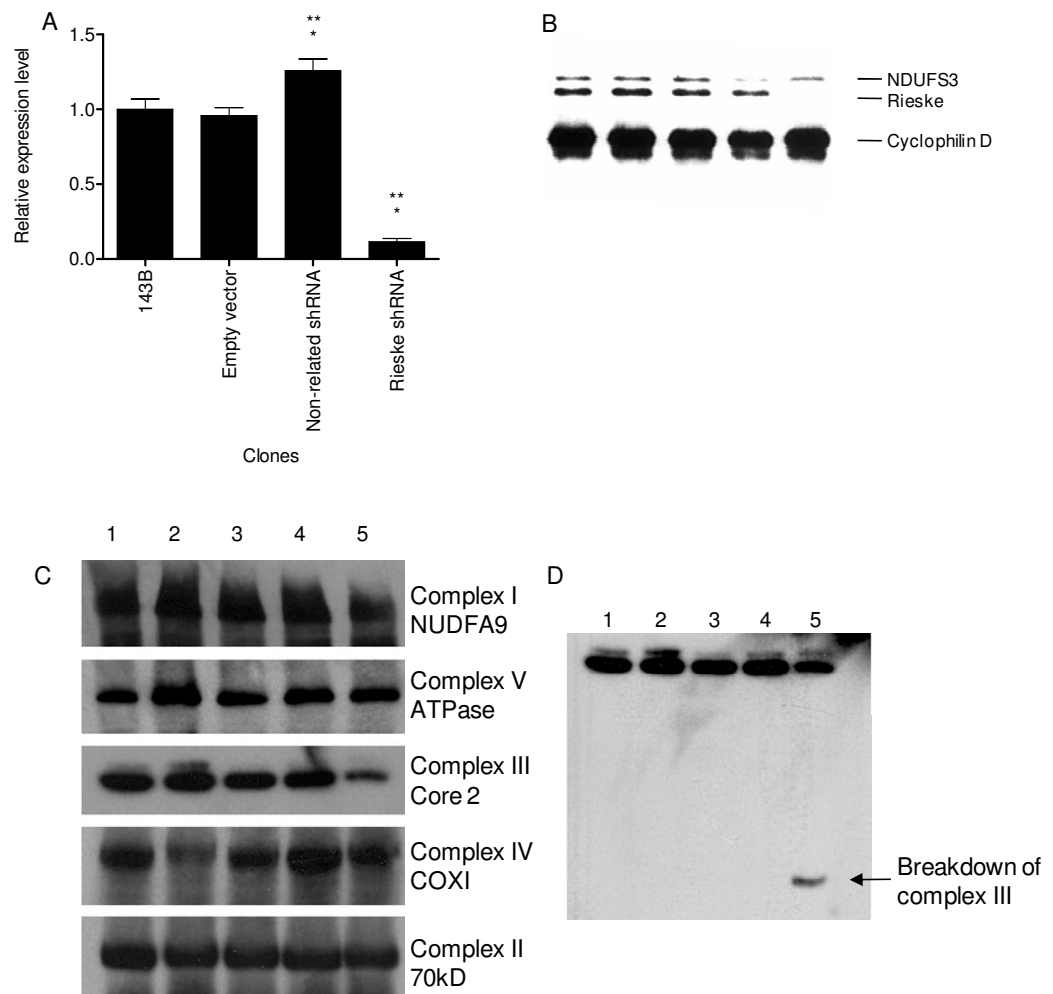 A
Relative expression level
1.5
1.0
0.5
0.0
**
*
**
*
143B
Empty vector
Non-related shRNA
Rieske shRNA
Clones
B
NDUFS3
Rieske
Cyclophilin D
C
1 2 3 4 5
Complex I
NUDFA9
Complex V
ATPase
Complex III
Core 2
Complex IV
COXI
Complex II
70kD
D
1 2 3 4 5
Breakdown of
complex III